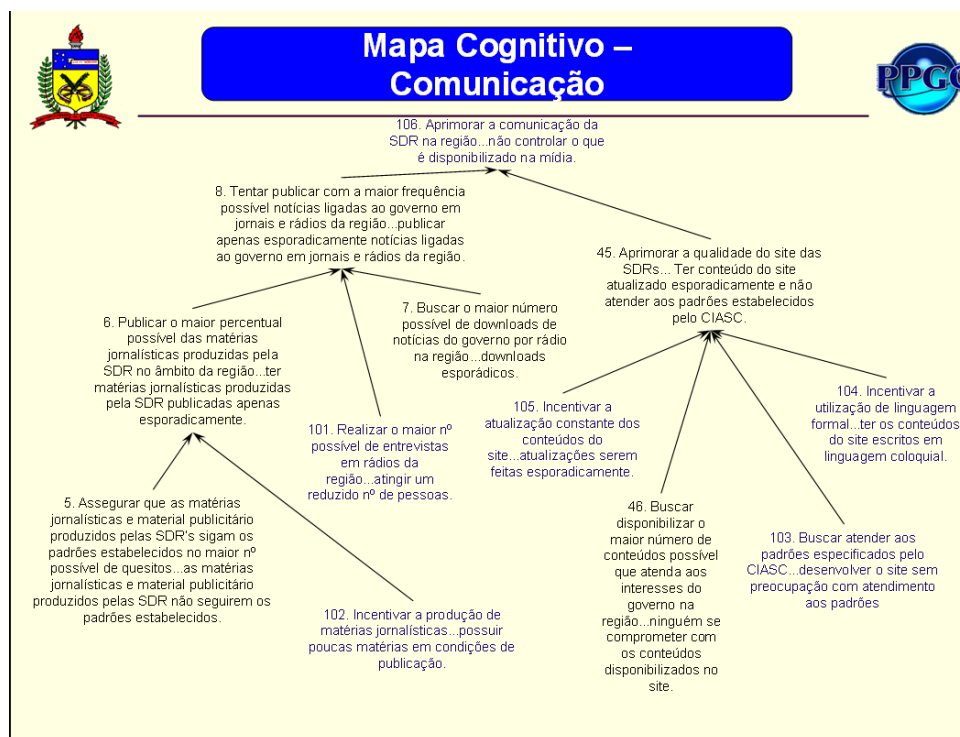 Mapa Cognitivo –
Comunicação
PPGC
106. Aprimorar a comunicação da
SDR na região...não controlar o que
é disponibilizado na mídia.
8. Tentar publicar com a maior frequência
possível notícias ligadas ao governo em
jornais e rádios da região...publicar
apenas esporadicamente notícias ligadas
ao governo em jornais e rádios da região.
45. Aprimorar a qualidade do site das
SDRs... Ter conteúdo do site
atualizado esporadicamente e não
atender aos padrões estabelecidos
pelo CIASC.
6. Publicar o maior percentual
possível das matérias
jornalísticas produzidas pela
SDR no âmbito da região...ter
matérias jornalísticas produzidas
pela SDR publicadas apenas
esporadicamente.
7. Buscar o maior número
possível de downloads de
notícias do governo por rádio
na região...downloads
esporádicos.
101. Realizar o maior nº
possível de entrevistas
em rádios da
região...atingir um
reduzido nº de pessoas.
105. Incentivar a
atualização constante dos
conteúdos do
site...atualizações serem
feitas esporadicamente.
104. Incentivar a
utilização de linguagem
formal...ter os conteúdos
do site escritos em
linguagem coloquial.
5. Assegurar que as matérias
jornalísticas e material publicitário
produzidos pelas SDR's sigam os
padrões estabelecidos no maior nº
possível de quesitos...as matérias
jornalísticas e material publicitário
produzidos pelas SDR não seguirem os
padrões estabelecidos.
102. Incentivar a produção de
matérias jornalísticas...possuir
poucas matérias em condições de
publicação.
46. Buscar
disponibilizar o
maior número de
conteúdos possível
que atenda aos
interesses do
governo na
região...ninguém se
comprometer com
os conteúdos
disponibilizados no
site.
103. Buscar atender aos
padrões especificados pelo
CIASC...desenvolver o site sem
preocupação com atendimento
aos padrões